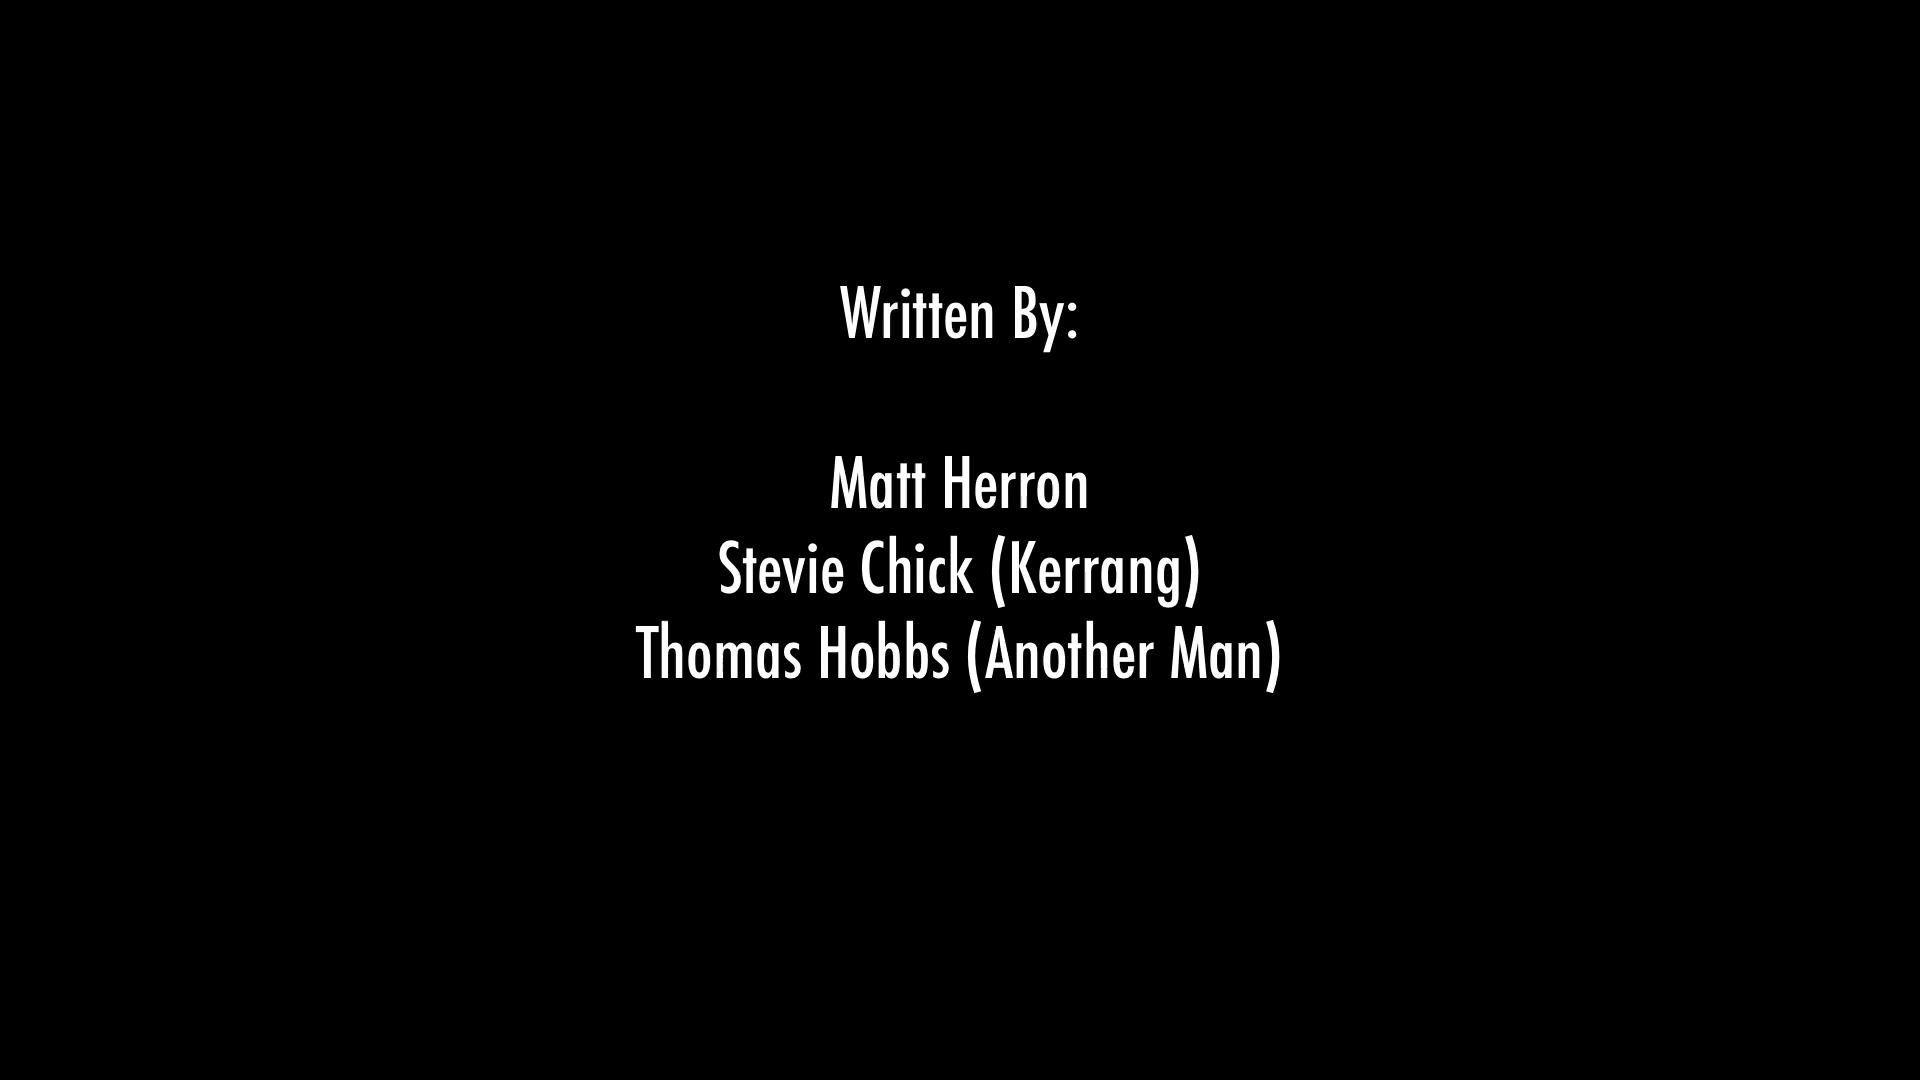 Written By:
Matt Herron
Stevie Chick (Kerrang)
Thomas Hobbs (Another Man)